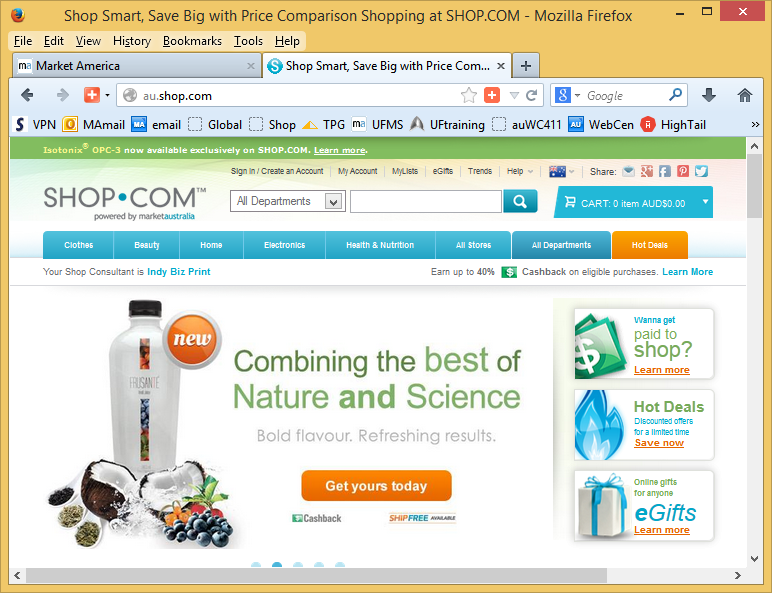 Shop Smart, Save Big with Price Comparison Shopping at SHOP.COM - Mozilla Firefox
File Edit View History Bookmarks Tools Help
ma Market America
S Shop Smart, Save Big with Price Com...
au.shop.com
8 Google
S VPN MAmail MA email Global Shop TPG ma UFMS UFtraining auWC411 AU WebCen H HighTail »
Isotonix® OPC-3 now available exclusively on SHOP.COM. Learn more.
Sign In / Create an Account My Account MyLists eGifts Trends Help Share:
SHOP•COM™
powered by marketaustralia
All Departments
CART: 0 item AUD$0.00
Clothes Beauty Home Electronics Health & Nutrition All Stores All Departments Hot Deals
Your Shop Consultant is Indy Biz Print
Earn up to 40% $ Cashback on eligible purchases. Learn More
new
FRUSANTÉ
Combining the best of
Nature and Science
Bold flavour. Refreshing results.
Get yours today
Cashback
SHIPFREE AVAILABLE
Wanna get
paid to
shop?
Learn more
Hot Deals
Discounted offers
for a limited time
Save now
Online gifts
for anyone
eGifts
Learn more